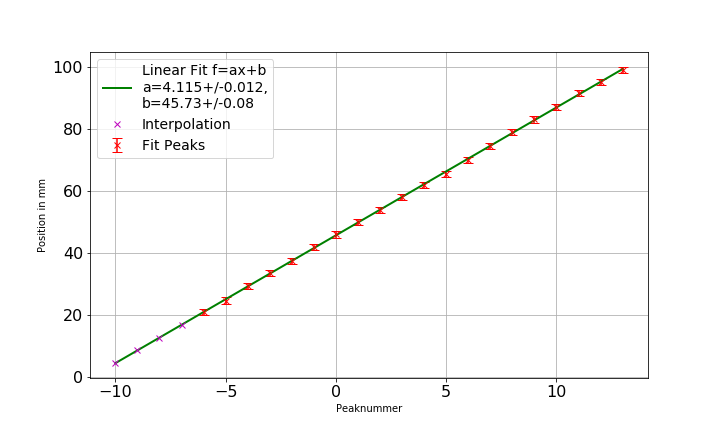 Linear Fit f=ax+b
a=4.115+/-0.012,
b=45.73+/-0.08
Interpolation
Fit Peaks
100
80
60
40
20
0
Position in mm
−10
−5
0
5
10
Peaknummer